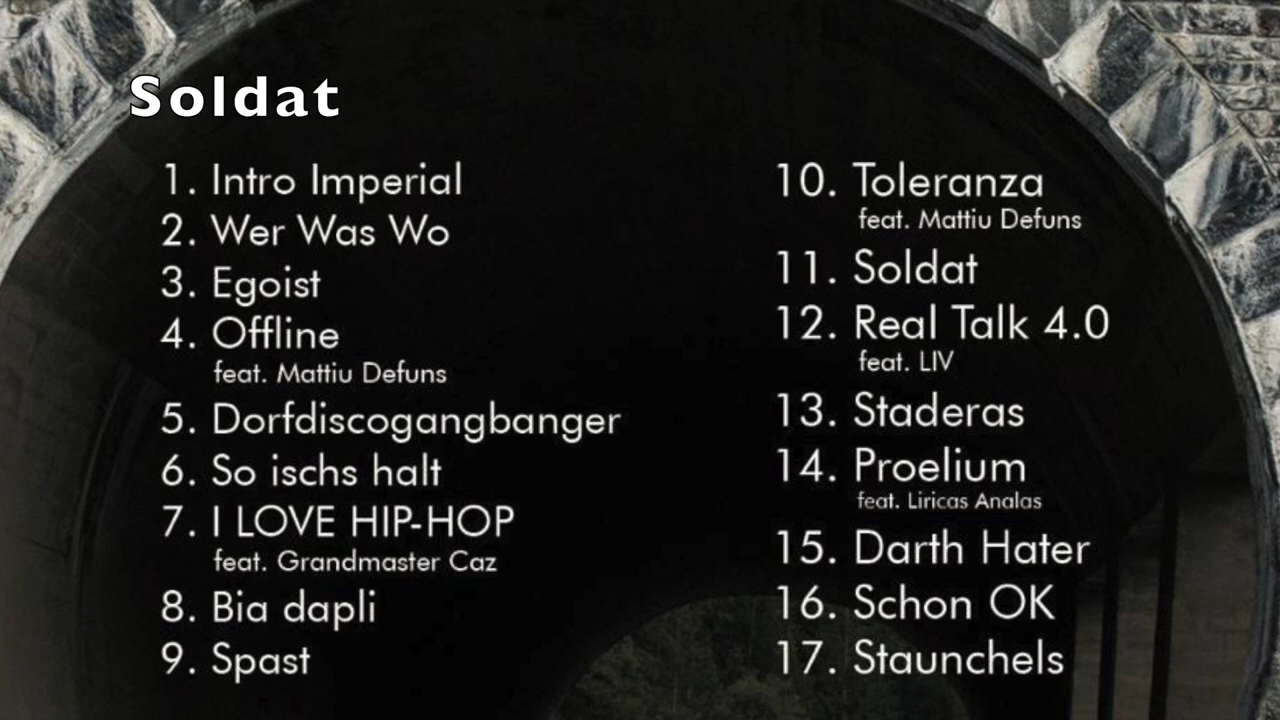 Soldat
1. Intro Imperial
2. Wer Was Wo
3. Egoist
4. Offline
feat. Mattiu Defuns
5. Dorfdiscogangbanger
6. So ischs halt
7. I LOVE HIP-HOP
feat. Grandmaster Caz
8. Bia dapli
9. Spast
10. Toleranza
feat. Mattiu Defuns
11. Soldat
12. Real Talk 4.0
feat. LIV
13. Staderas
14. Proelium
feat. Liricas Analas
15. Darth Hater
16. Schon OK
17. Staunchels